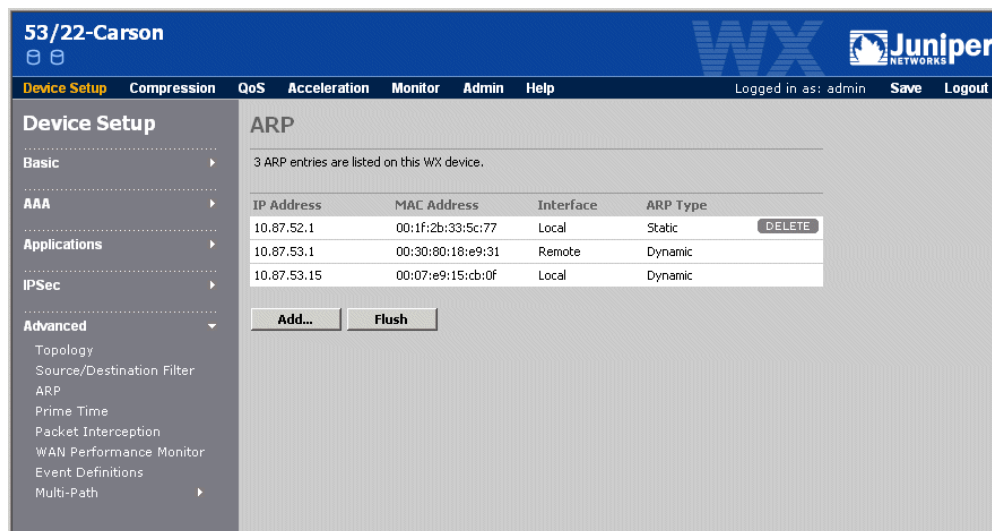 53/22-Carson
WX
Juniper
NETWORKS
Device Setup Compression QoS Acceleration Monitor Admin Help Logged in as: admin Save Logout
Device Setup
Basic
AAA
Applications
IPSec
Advanced
Topology
Source/Destination Filter
ARP
Prime Time
Packet Interception
WAN Performance Monitor
Event Definitions
Multi-Path
ARP
3 ARP entries are listed on this WX device.
IP Address MAC Address Interface ARP Type
10.87.52.1 00:1f:2b:33:5c:77 Local Static DELETE
10.87.53.1 00:30:80:18:e9:31 Remote Dynamic
10.87.53.15 00:07:e9:15:cb:0f Local Dynamic
Add... Flush